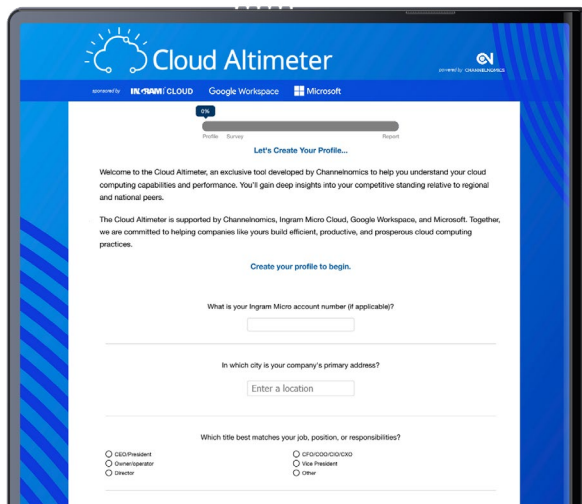 Cloud Altimeter
powered by CHANNELNOMICS
sponsored by INGRAM CLOUD Google Workspace Microsoft
0%
Profile Survey Report
Let's Create Your Profile...
Welcome to the Cloud Altimeter, an exclusive tool developed by Channelnomics to help you understand your cloud
computing capabilities and performance. You'll gain deep insights into your competitive standing relative to regional
and national peers.
The Cloud Altimeter is supported by Channelnomics, Ingram Micro Cloud, Google Workspace, and Microsoft. Together,
we are committed to helping companies like yours build efficient, productive, and prosperous cloud computing
practices.
Create your profile to begin.
What is your Ingram Micro account number (if applicable)?
In which city is your company's primary address?
Enter a location
Which title best matches your job, position, or responsibilities?
CEO/President CFO/COO/CIO/CXO
Owner/operator Vice President
Director Other